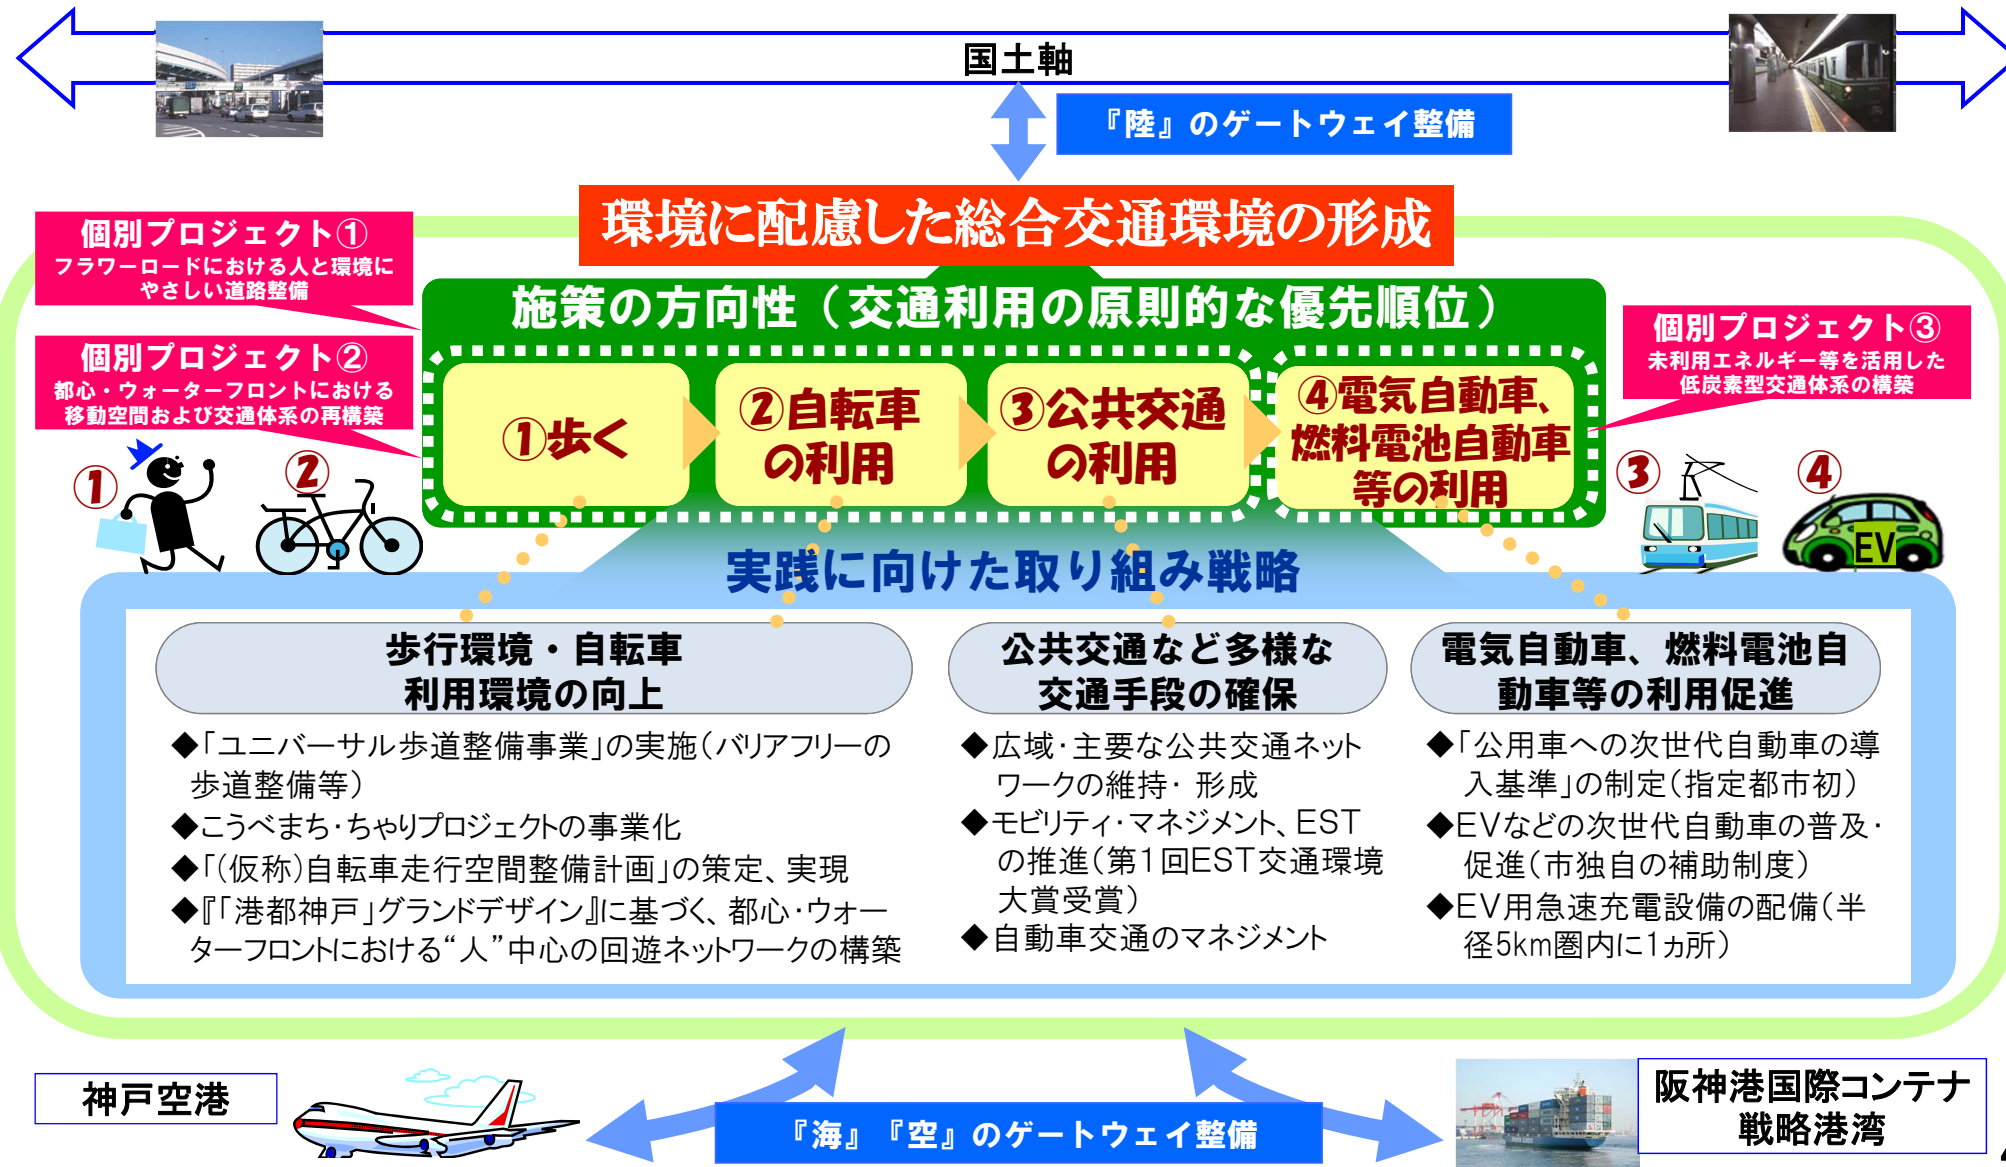 国土軸
『陸』のゲートウェイ整備
環境に配慮した総合交通環境の形成
個別プロジェクト①
フラワーロードにおける人と環境に
やさしい道路整備
個別プロジェクト②
都心・ウォーターフロントにおける
移動空間および交通体系の再構築
施策の方向性（交通利用の原則的な優先順位）
個別プロジェクト③
未利用エネルギー等を活用した
低炭素型交通体系の構築
①歩く
②自転車
の利用
③公共交通
の利用
④電気自動車、
燃料電池自動車
等の利用
①
②
③
④
EV
実践に向けた取り組み戦略
歩行環境・自転車
利用環境の向上
◆「ユニバーサル歩道整備事業」の実施（バリアフリーの
歩道整備等）
◆こうべまち・ちゃりプロジェクトの事業化
◆「（仮称）自転車走行空間整備計画」の策定、実現
◆『「港都神戸」グランドデザイン』に基づく、都心・ウォー
ターフロントにおける“人”中心の回遊ネットワークの構築
公共交通など多様な
交通手段の確保
◆広域・主要な公共交通ネット
ワークの維持・ 形成
◆モビリティ・マネジメント、EST
の推進（第１回EST交通環境
大賞受賞）
◆自動車交通のマネジメント
電気自動車、燃料電池自
動車等の利用促進
◆「公用車への次世代自動車の導
入基準」の制定（指定都市初）
◆EVなどの次世代自動車の普及・
促進（市独自の補助制度）
◆EV用急速充電設備の配備（半
径5km圏内に1ヵ所）
神戸空港
『海』『空』のゲートウェイ整備
阪神港国際コンテナ
戦略港湾